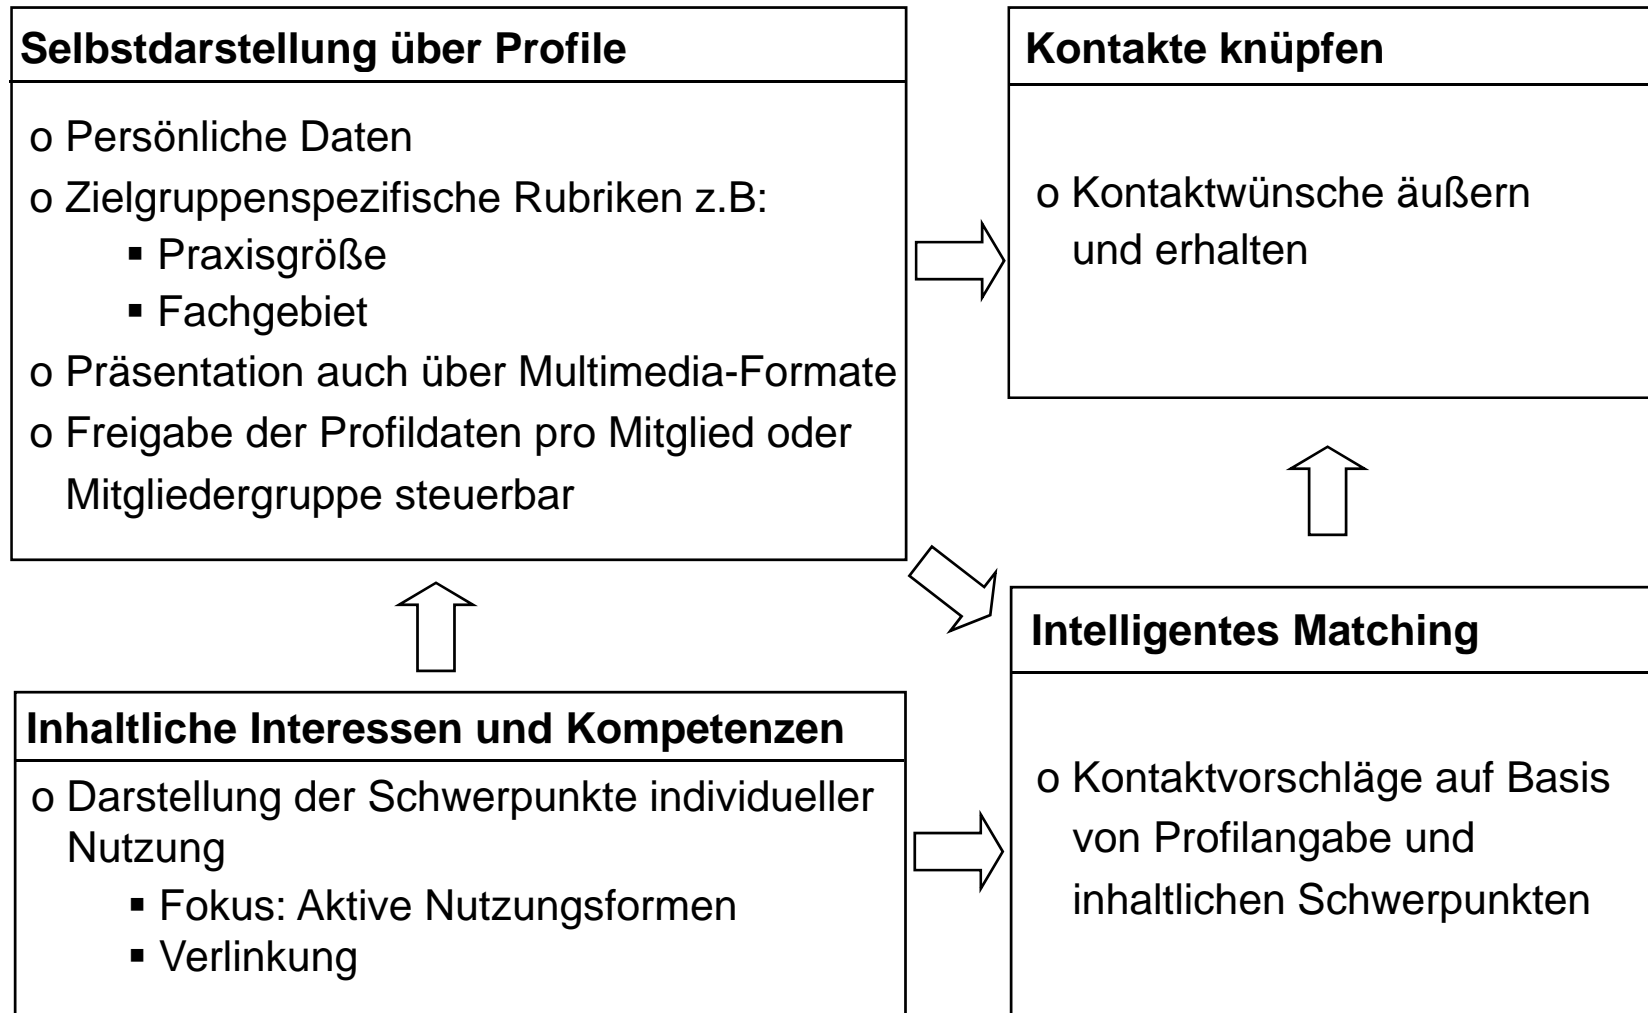 Selbstdarstellung über Profile
o Persönliche Daten
o Zielgruppenspezifische Rubriken z.B:
▪ Praxisgröße
▪ Fachgebiet
o Präsentation auch über Multimedia-Formate
o Freigabe der Profildaten pro Mitglied oder
Mitgliedergruppe steuerbar
Kontakte knüpfen
o Kontaktwünsche äußern
und erhalten
Inhaltliche Interessen und Kompetenzen
o Darstellung der Schwerpunkte individueller
Nutzung
▪ Fokus: Aktive Nutzungsformen
▪ Verlinkung
Intelligentes Matching
o Kontaktvorschläge auf Basis
von Profilangabe und
inhaltlichen Schwerpunkten